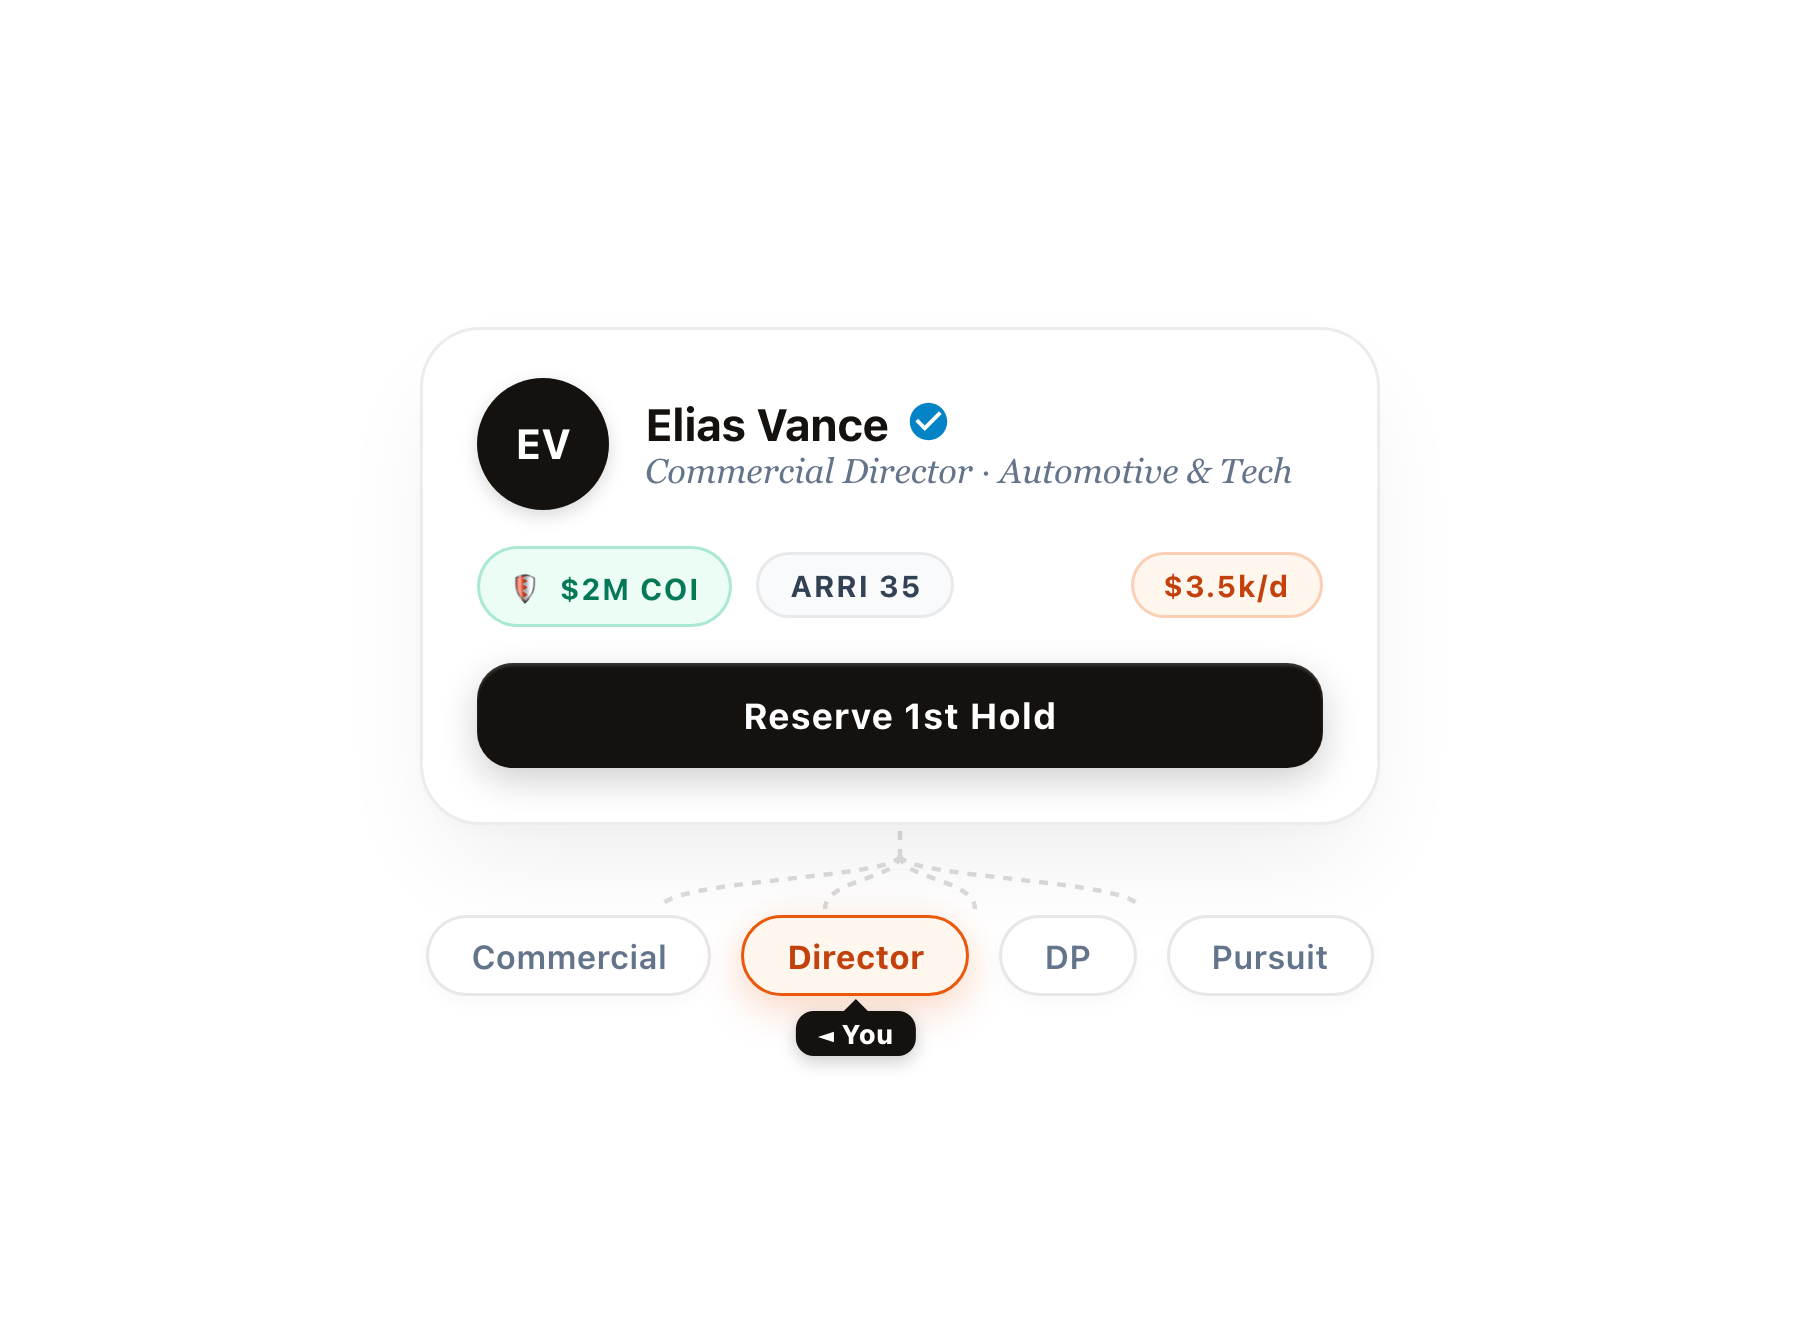 EV
Elias Vance
Commercial Director · Automotive & Tech
$2M COI
ARRI 35
$3.5k/d
Reserve 1st Hold
Commercial
Director
DP
Pursuit
◄ You